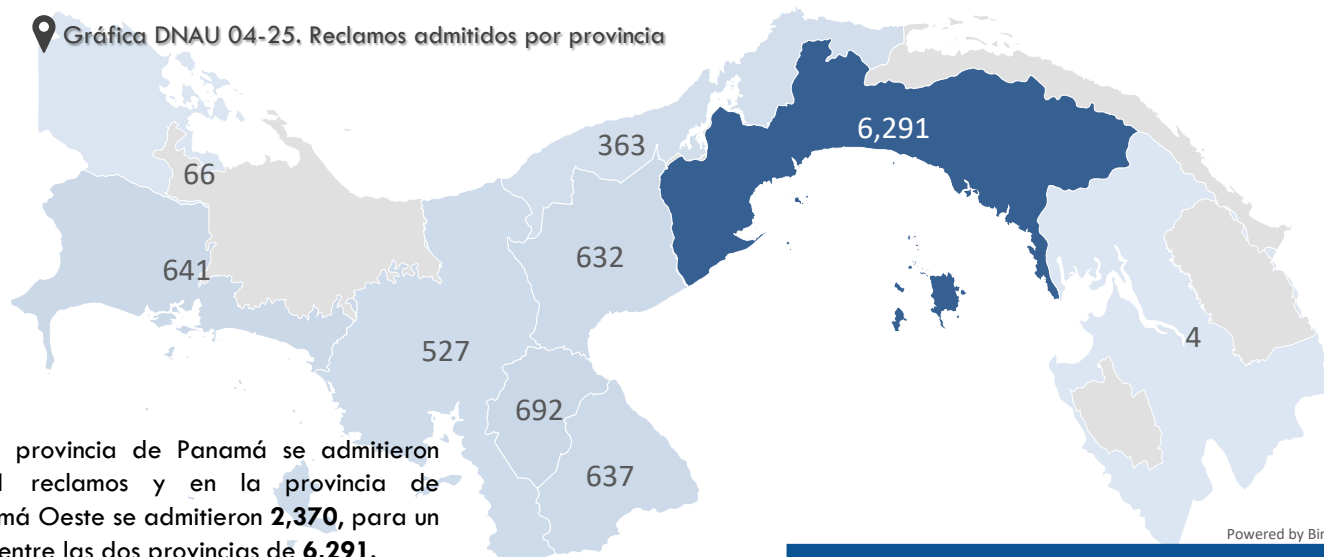 Gráfica DNAU 04-25. Reclamos admitidos por provincia
6,291
363
66
632
641
4
527
692
637
provincia de Panamá se admitieron
reclamos y en la provincia de
Oeste se admitieron 2,370, para un
entre las dos provincias de 6,291.
Powered by